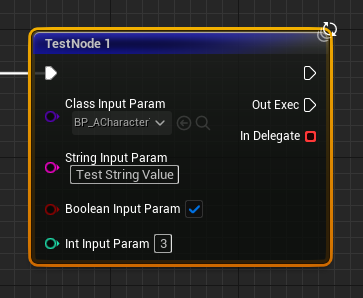 TestNode 1
Class Input Param
BP_ACharacter
Out Exec
In Delegate
String Input Param
Test String Value
Boolean Input Param
Int Input Param 3